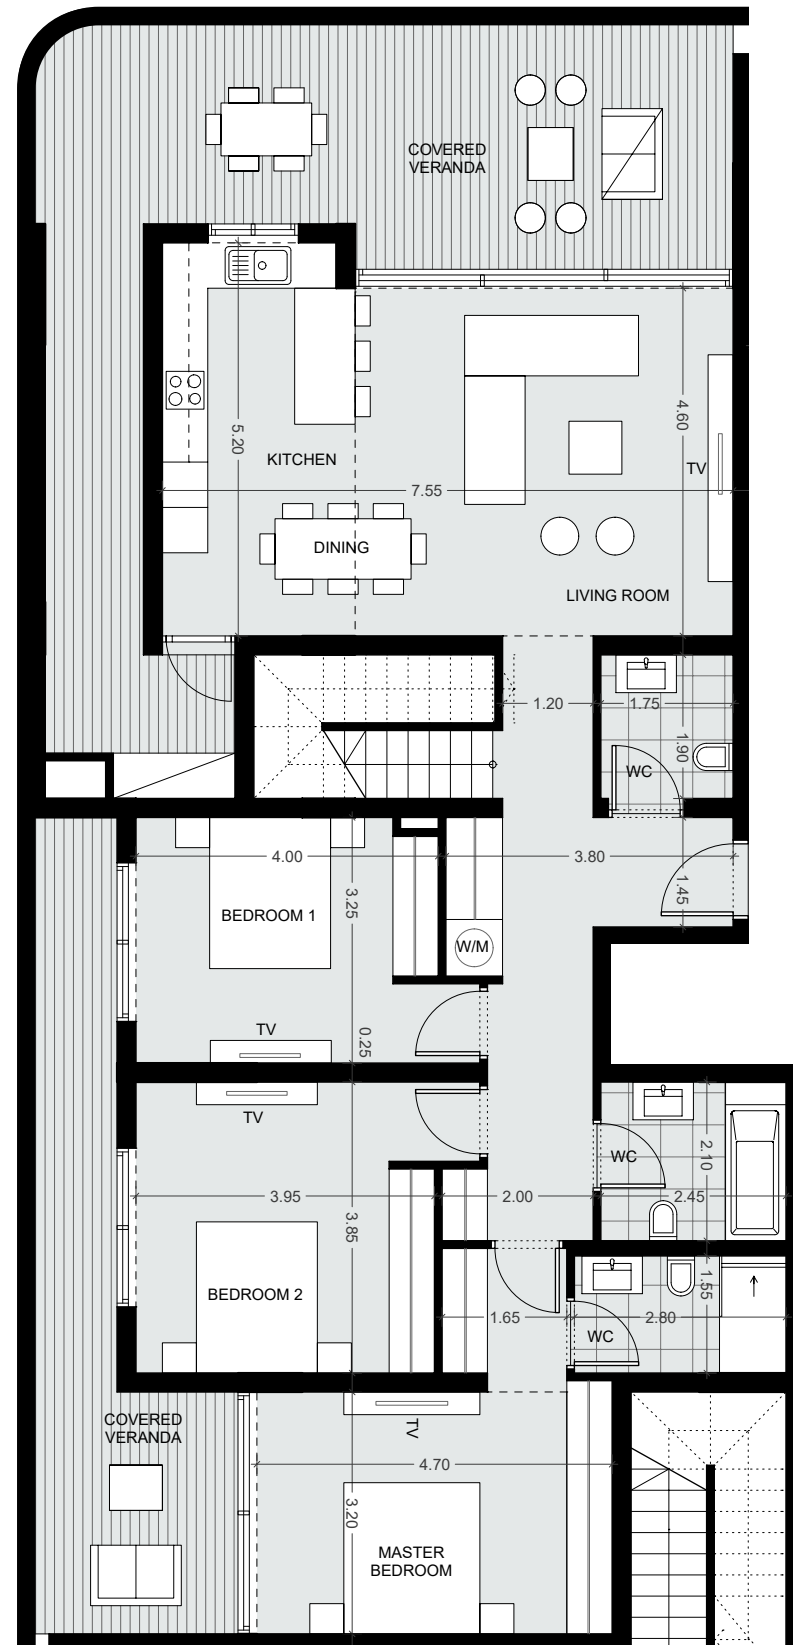 COVERED
VERANDA
5.20
4.60
KITCHEN
TV
7.55
DINING
LIVING ROOM
1.20
1.75
1.90
WC
4.00
3.80
3.25
1.45
BEDROOM 1
W/M
TV
0.25
TV
WC
2.10
3.95
2.00
2.45
3.85
BEDROOM 2
1.55
1.65
2.80
WC
COVERED
VERANDA
TV
4.70
3.20
MASTER
BEDROOM